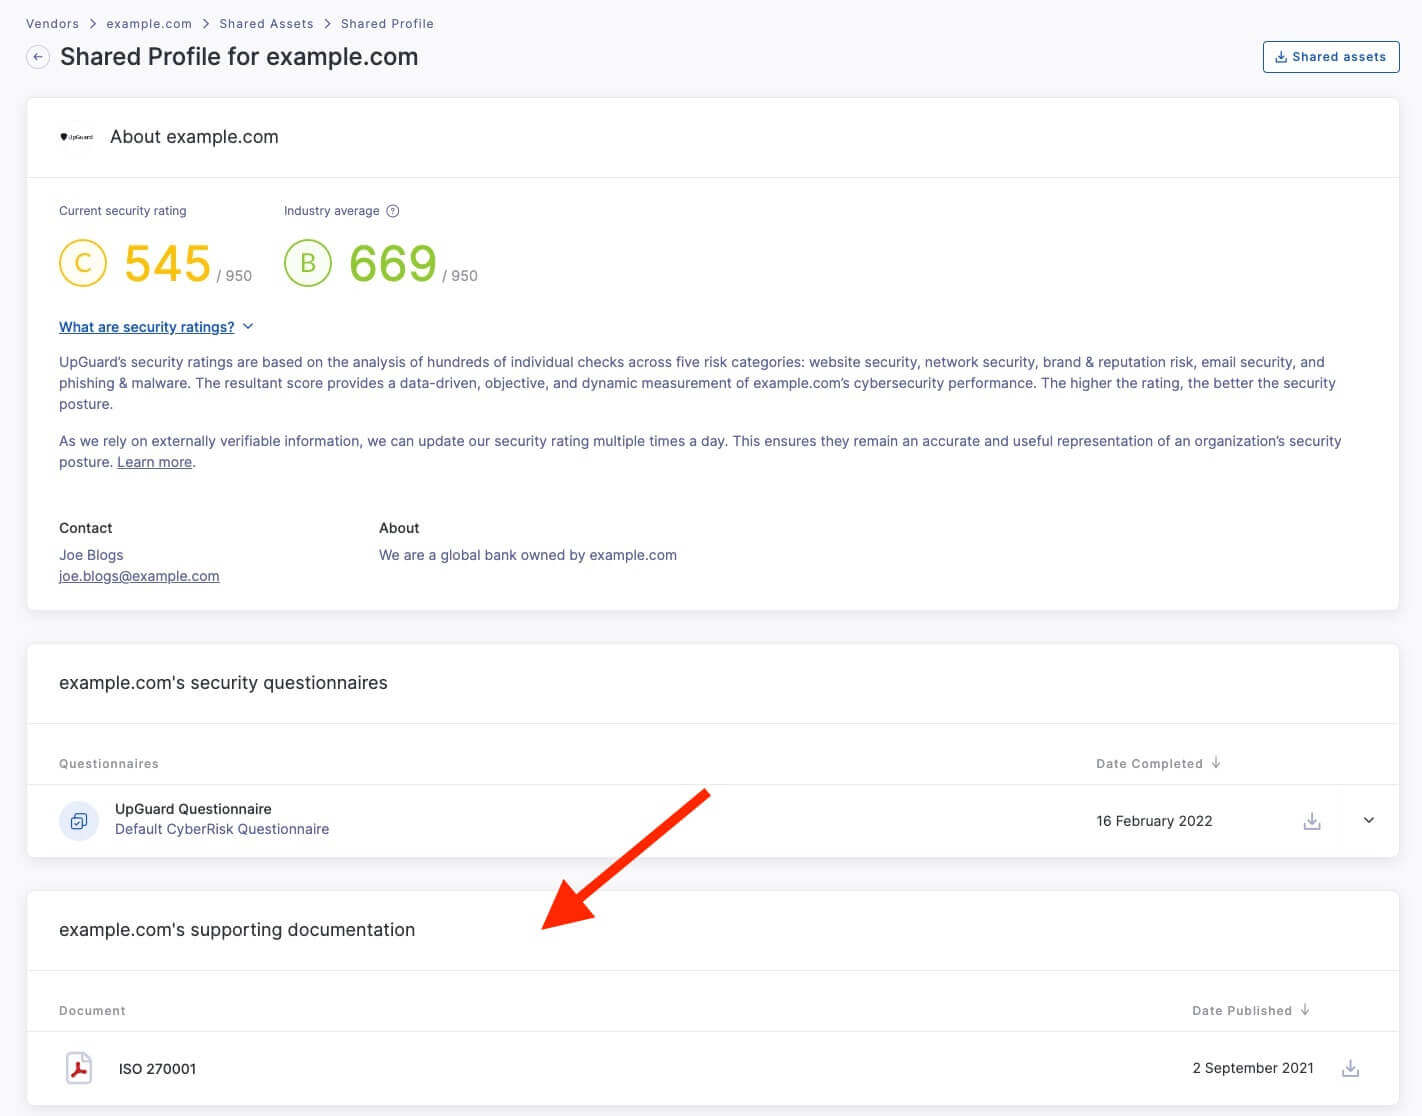 Vendors > example.com > Shared Assets > Shared Profile
Shared Profile for example.com
Shared assets
UpGuard
About example.com
Current security rating
Industry average ?
C 545 / 950
B 669 / 950
What are security ratings?
UpGuard's security ratings are based on the analysis of hundreds of individual checks across five risk categories: website security, network security, brand & reputation risk, email security, and
phishing & malware. The resultant score provides a data-driven, objective, and dynamic measurement of example.com's cybersecurity performance. The higher the rating, the better the security
posture.
As we rely on externally verifiable information, we can update our security rating multiple times a day. This ensures they remain an accurate and useful representation of an organization's security
posture. Learn more.
Contact
Joe Blogs
joe.blogs@example.com
About
We are a global bank owned by example.com
example.com's security questionnaires
Questionnaires
Date Completed
UpGuard Questionnaire
Default CyberRisk Questionnaire
16 February 2022
example.com's supporting documentation
Document
Date Published
ISO 270001
2 September 2021